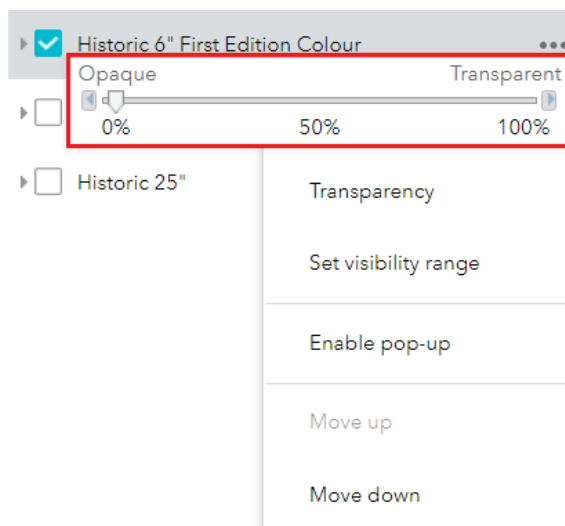 Historic 6" First Edition Colour
Opaque Transparent
0% 50% 100%
Historic 25"
Transparency
Set visibility range
Enable pop-up
Move up
Move down